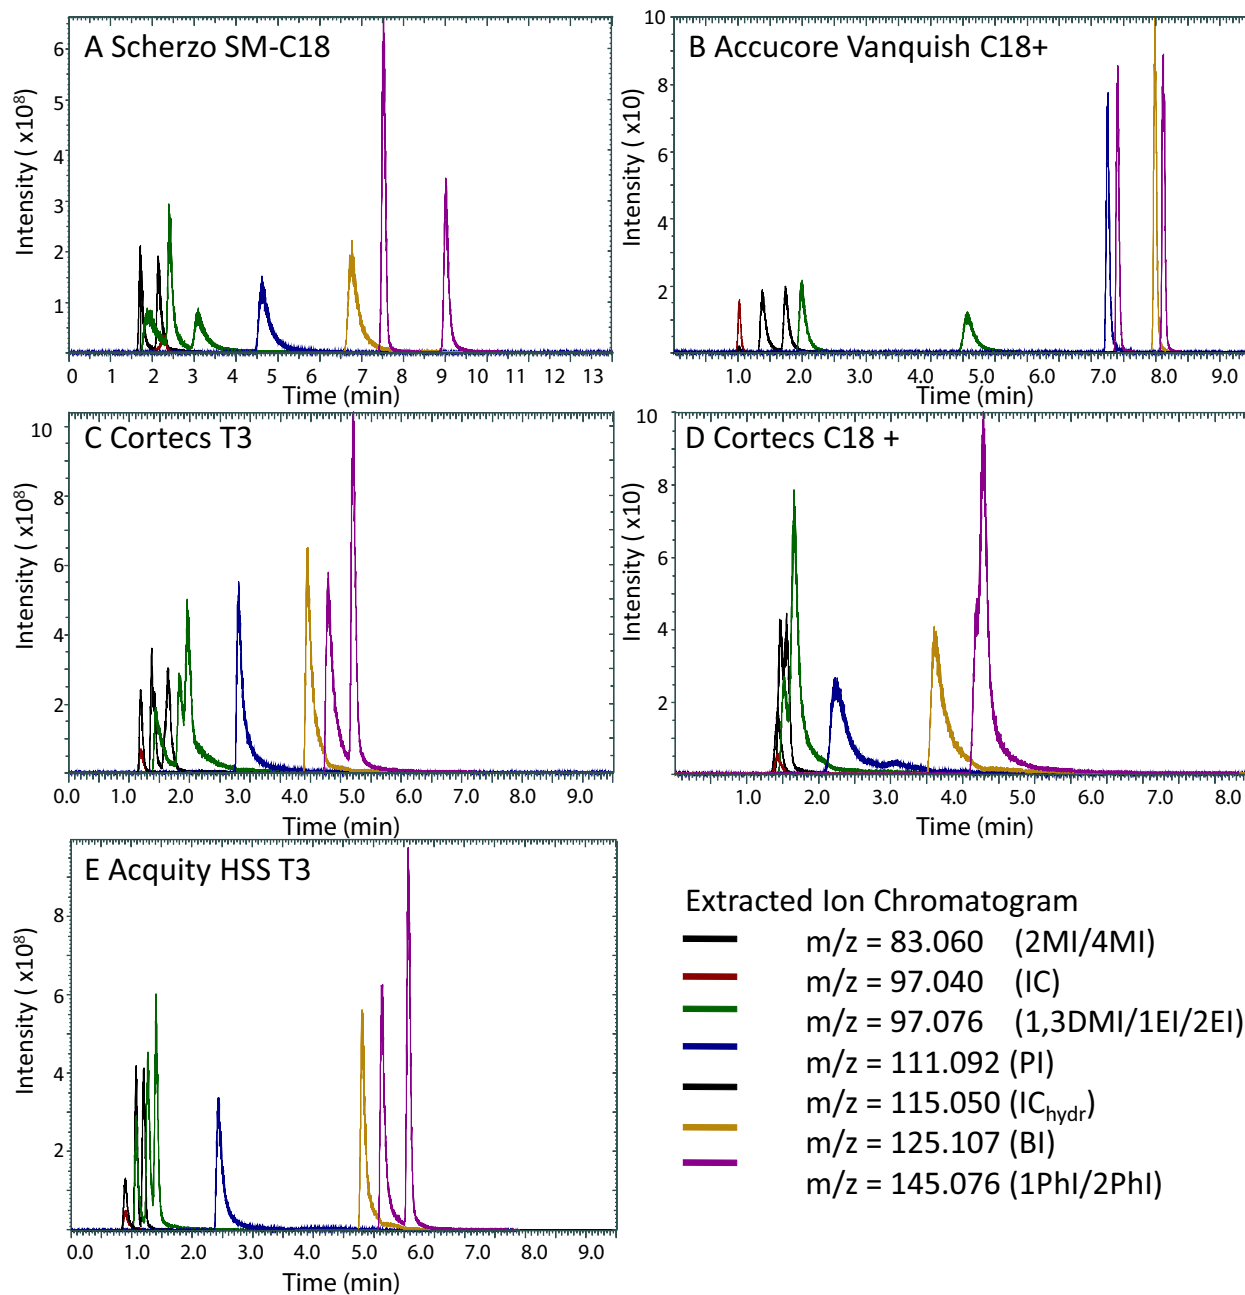 A Scherzo SM-C18
Intensity ( x10⁸)
6
5
4
3
2
1
0 1 2 3 4 5 6 7 8 9 10 11 12 13
Time (min)
B Accucore Vanquish C18+
Intensity ( x10)
10
8
6
4
2
1.0 2.0 3.0 4.0 5.0 6.0 7.0 8.0 9.0
Time (min)
C Cortecs T3
Intensity ( x10⁸)
10
8
6
4
2
0.0 1.0 2.0 3.0 4.0 5.0 6.0 7.0 8.0 9.0
Time (min)
D Cortecs C18 +
Intensity ( x10)
10
8
6
4
2
1.0 2.0 3.0 4.0 5.0 6.0 7.0 8.0
Time (min)
E Acquity HSS T3
Intensity ( x10⁸)
8
6
4
2
0.0 1.0 2.0 3.0 4.0 5.0 6.0 7.0 8.0 9.0
Time (min)
Extracted Ion Chromatogram
m/z = 83.060 (2MI/4MI)
m/z = 97.040 (IC)
m/z = 97.076 (1,3DMI/1EI/2EI)
m/z = 111.092 (PI)
m/z = 115.050 (IChydr)
m/z = 125.107 (BI)
m/z = 145.076 (1PhI/2PhI)